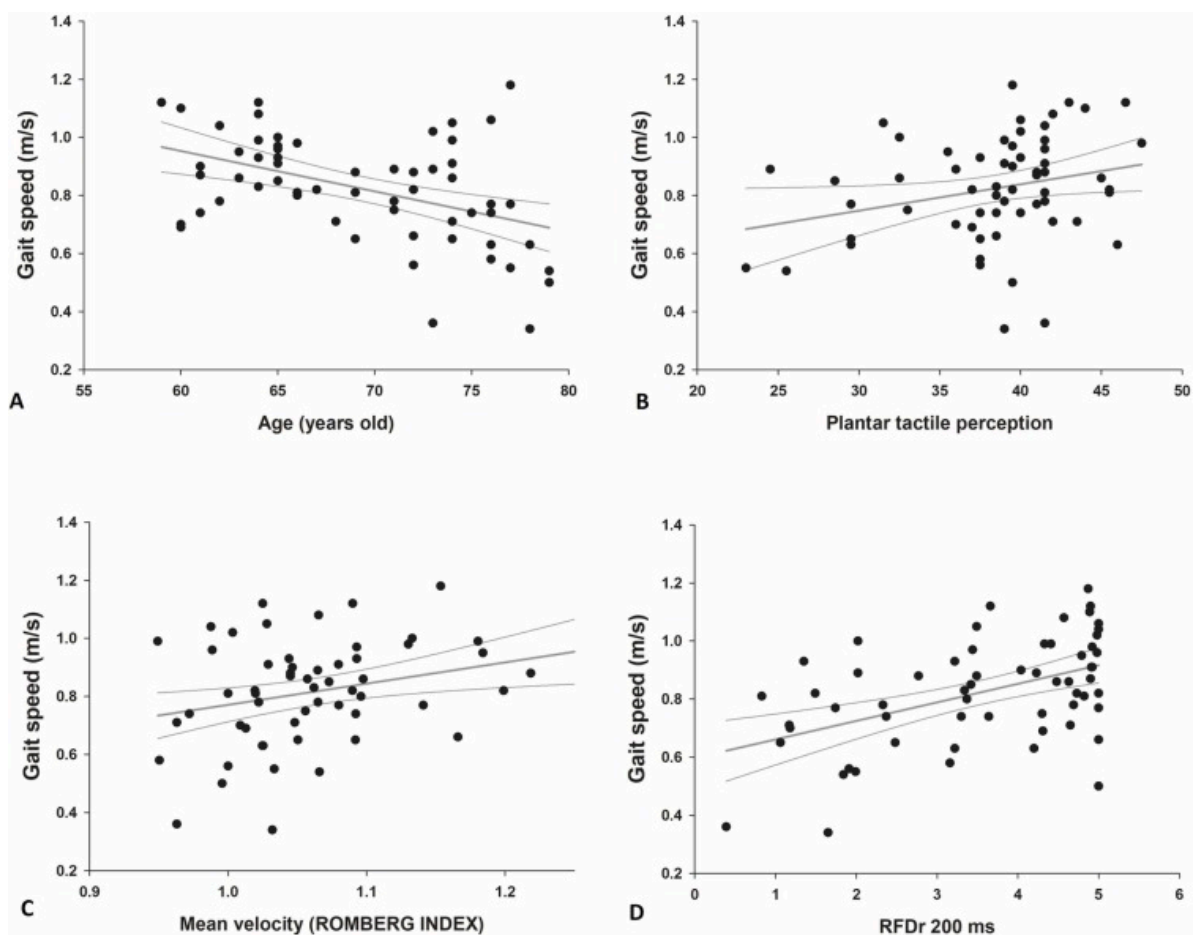 1.4 1.4
1.2 1.2
1.0 1.0
0.8 0.8
0.6 0.6
0.4 0.4
0.2 0.2
Gait speed (m/s) Gait speed (m/s)
55 60 65 70 75 80 20 25 30 35 40 45 50
A B
Age (years old) Plantar tactile perception
1.4 1.4
1.2 1.2
1.0 1.0
0.8 0.8
0.6 0.6
0.4 0.4
0.2 0.2
Gait speed (m/s) Gait speed (m/s)
0.9 1.0 1.1 1.2 0 1 2 3 4 5 6
C D
Mean velocity (ROMBERG INDEX) RFDr 200 ms